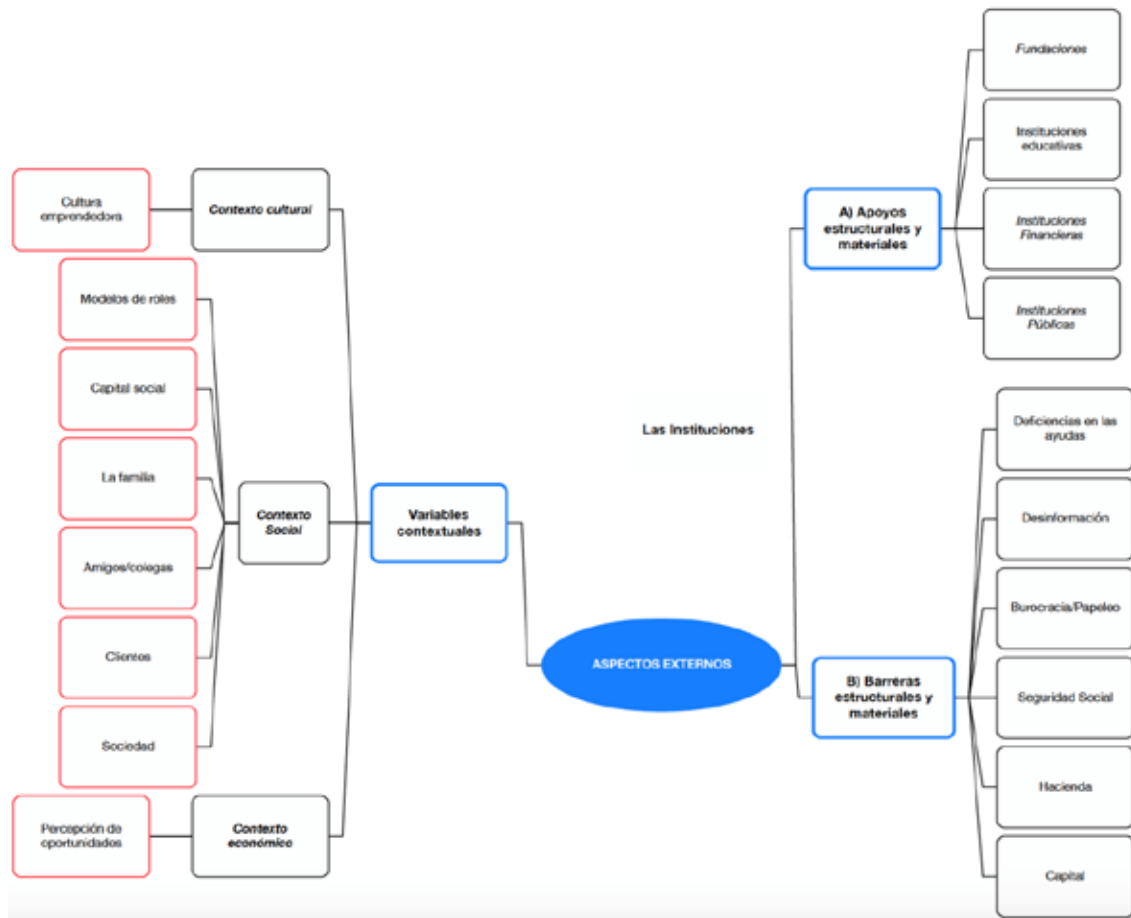 Fundaciones
Instituciones
educativas
Instituciones
Financieras
Instituciones
Públicas
A) Apoyos
estructurales y
materiales
Cultura
emprendedora
Contexto cultural
Modelos de roles
Capital social
La familia
Amigos/colegas
Clientes
Sociedad
Contexto
Social
Variables
contextuales
Percepción de
oportunidades
Contexto
económico
Las Instituciones
ASPECTOS EXTERNOS
B) Barreras
estructurales y
materiales
Deficiencias en las
ayudas
Desinformación
Burocracia/Papeleo
Seguridad Social
Hacienda
Capital